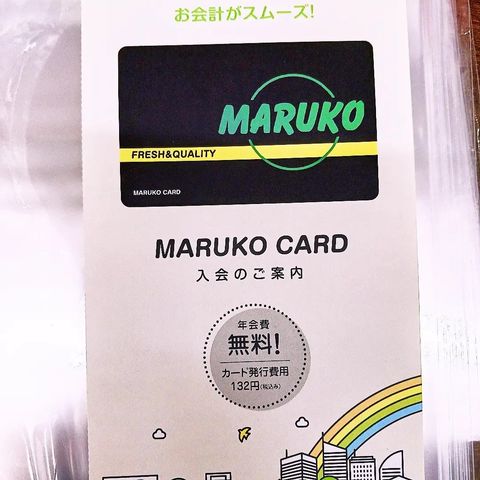 お会計がスムーズ!
MARUKO
FRESH&QUALITY
MARUKO CARD
MARUKO CARD
入会のご案内
年会費
無料!
カード発行費用
132円(税込み)